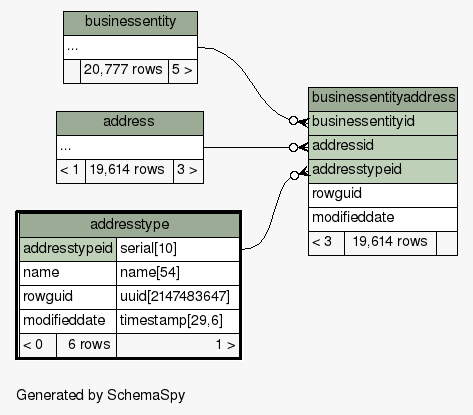 businessentity
...
20,777 rows 5 >
address
...
< 1 19,614 rows 3 >
businessentityaddress
businessentityid
addressid
addresstypeid
rowguid
modifieddate
< 3 19,614 rows
addresstype
addresstypeid serial[10]
name name[54]
rowguid uuid[2147483647]
modifieddate timestamp[29,6]
< 0 6 rows 1 >
Generated by SchemaSpy